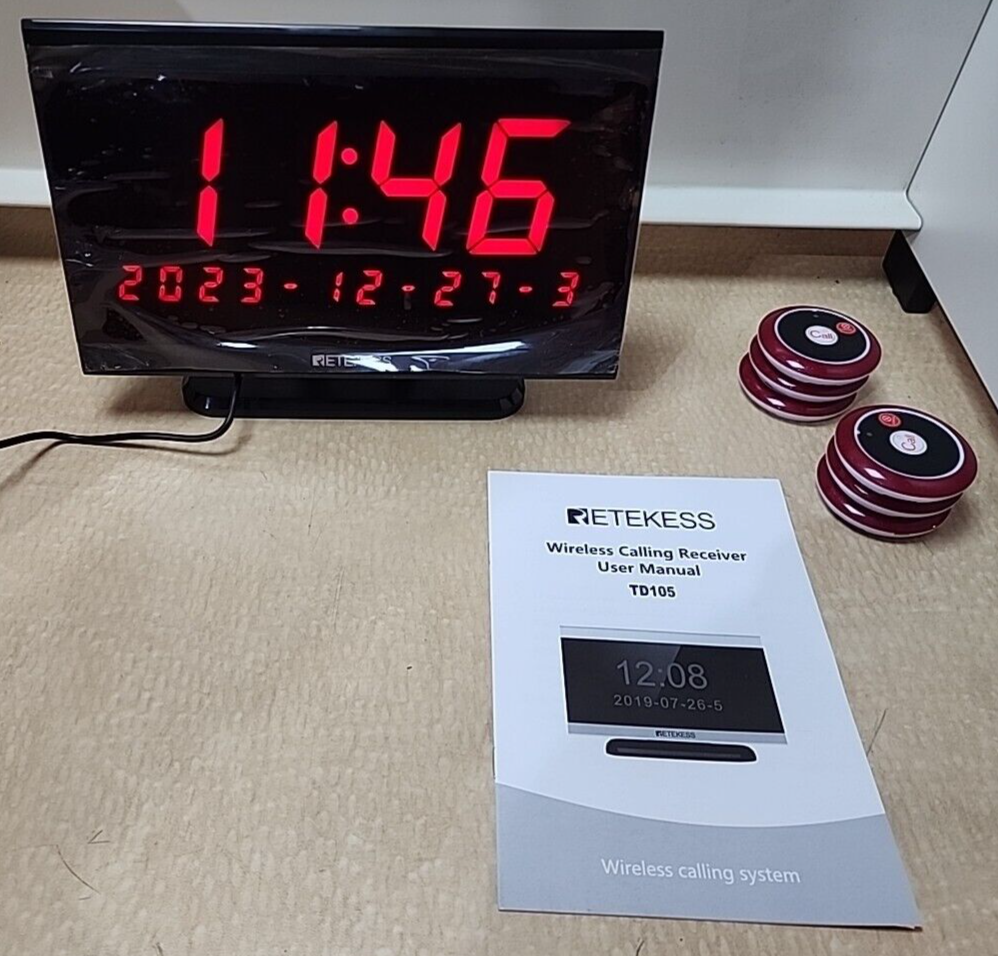 11:46
2023-12-27-3
RETEKESS
Call
Call
RETEKESS
Wireless Calling Receiver
User Manual
TD105
12:08
2019-07-26-5
RETEKESS
Wireless calling system